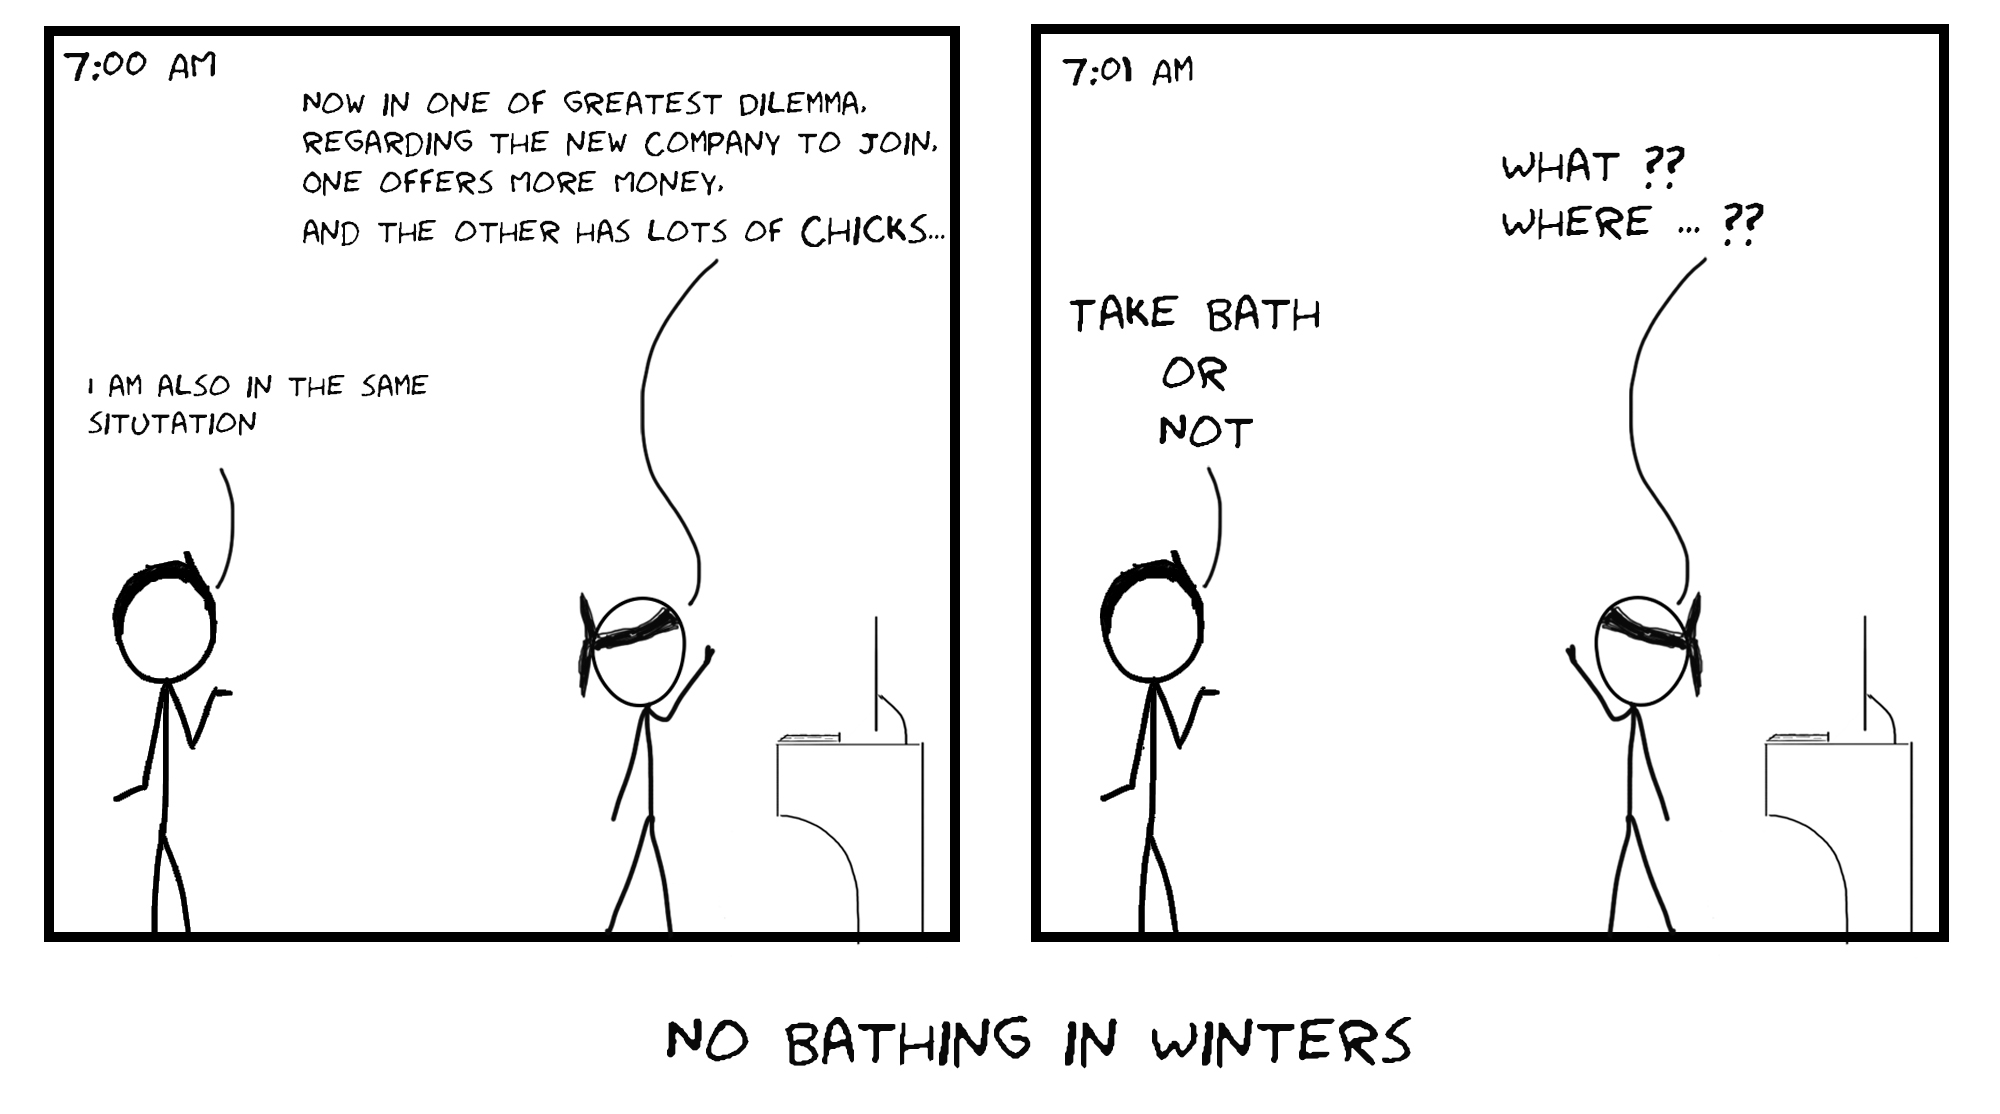 7:00 AM
NOW IN ONE OF GREATEST DILEMMA.
REGARDING THE NEW COMPANY TO JOIN.
ONE OFFERS MORE MONEY.
AND THE OTHER HAS LOTS OF CHICKS...
I AM ALSO IN THE SAME
SITUTATION
7:01 AM
WHAT ??
WHERE ... ??
TAKE BATH
OR
NOT
NO BATHING IN WINTERS